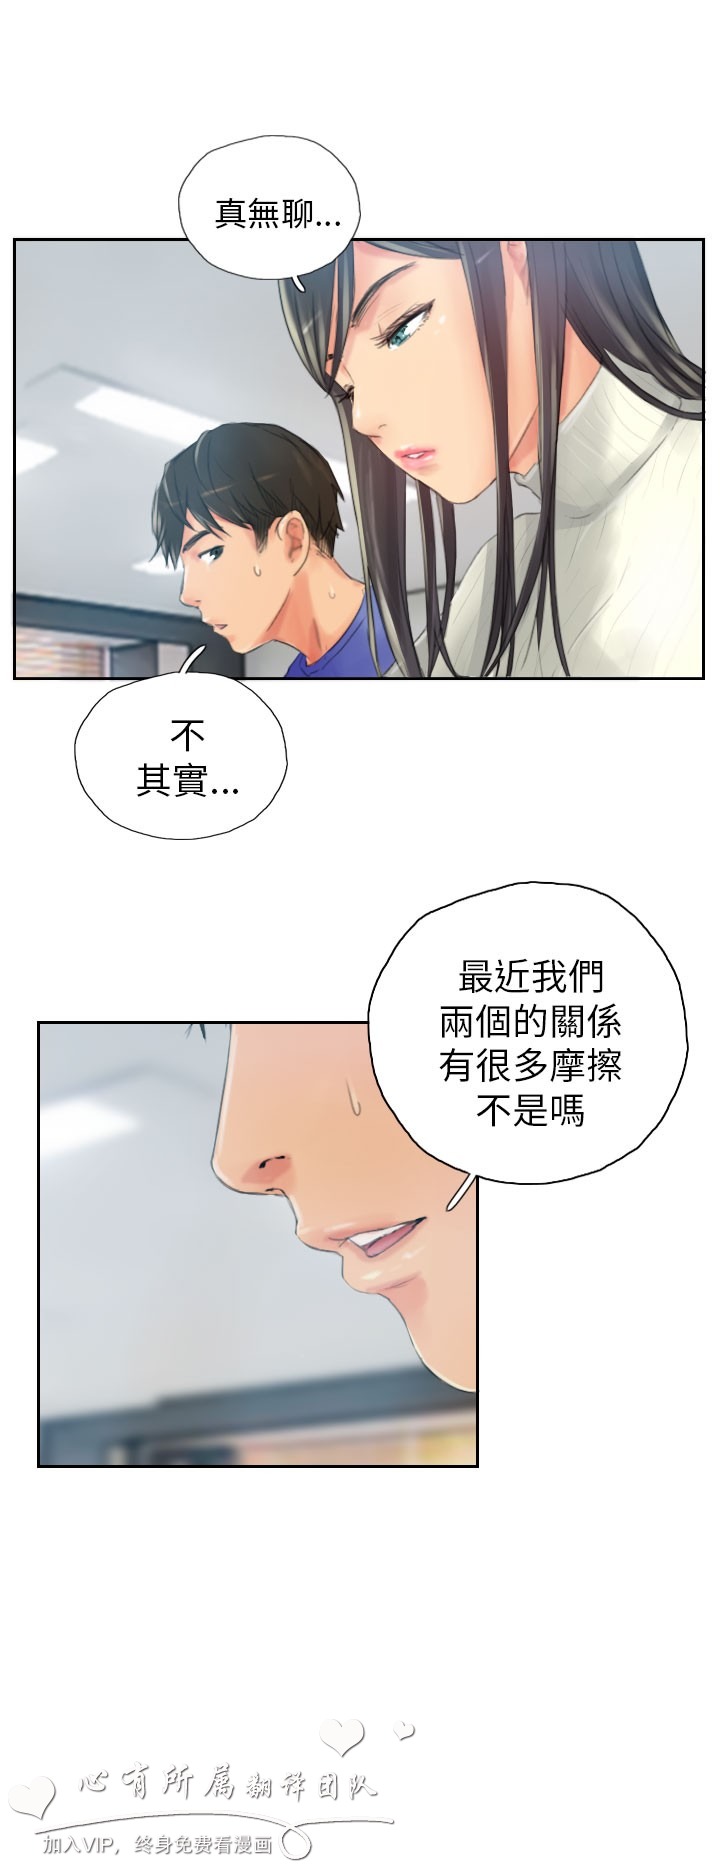 真無聊...
不
其實...
最近我們
兩個的關係
有很多摩擦
不是嗎
心有所属翻译团队
加入VIP，终身免费看漫画